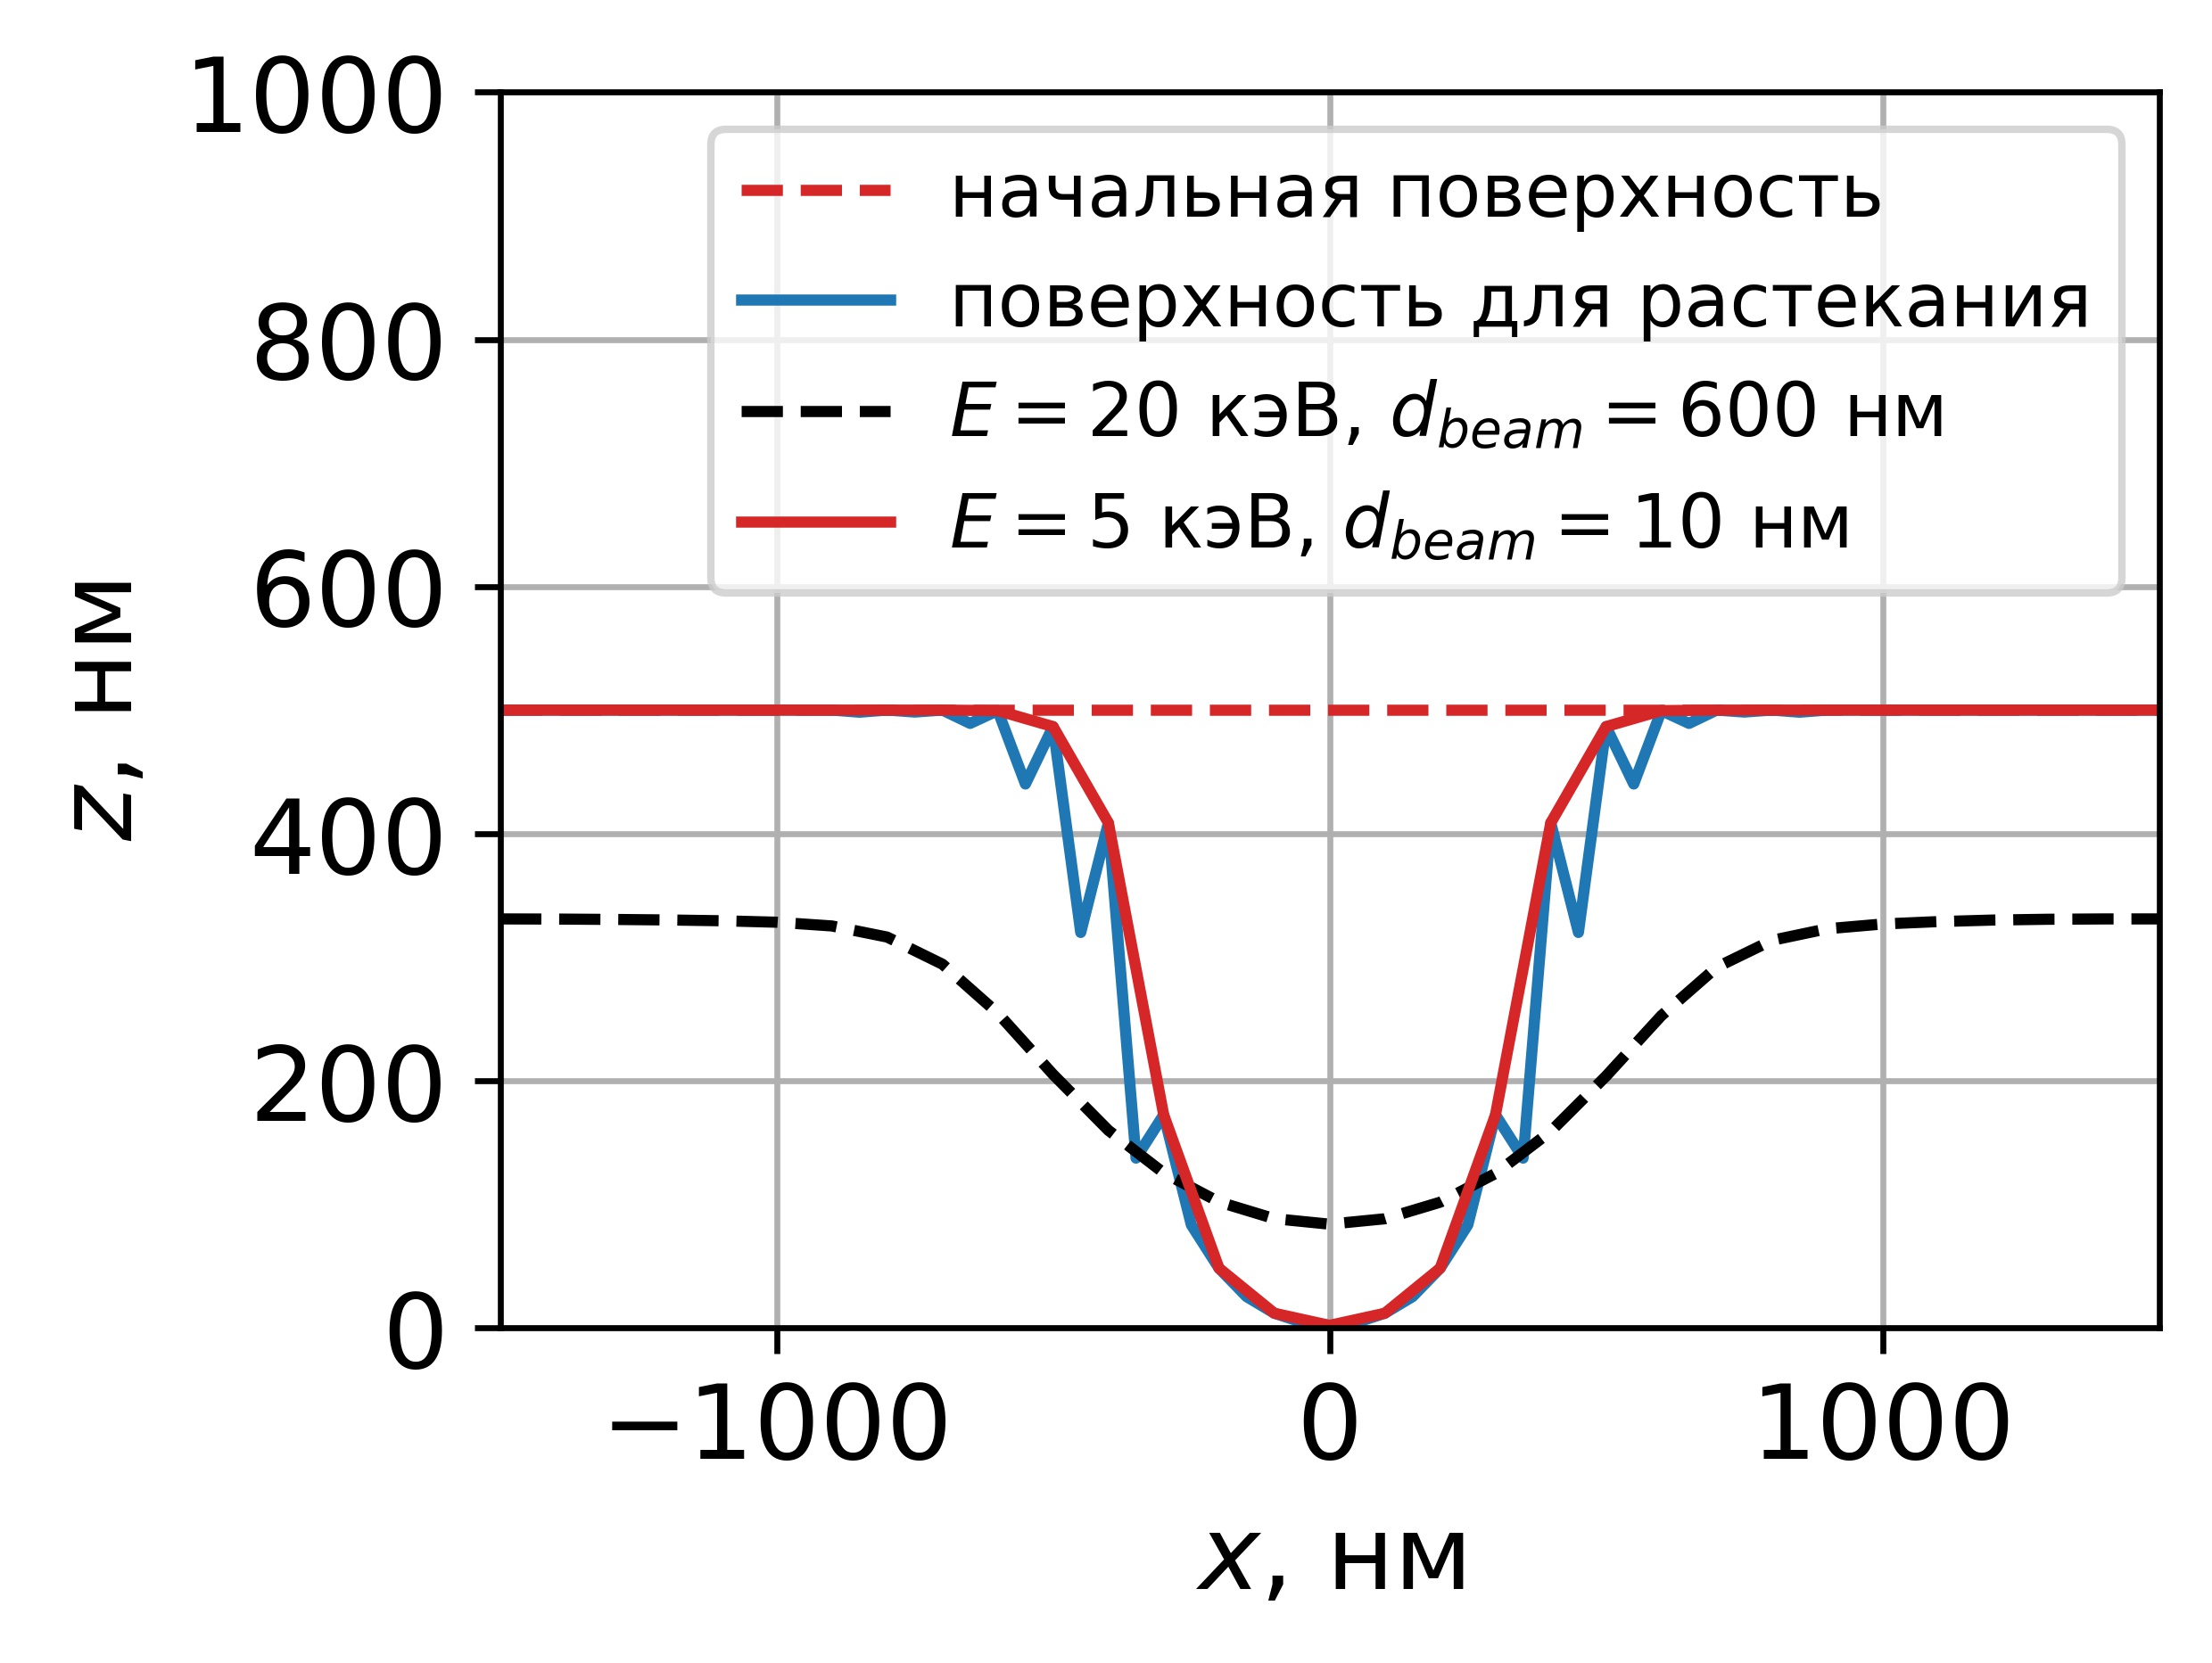 1000
800
600
400
200
0
z, нм
начальная поверхность
поверхность для растекания
E = 20 кэВ, d_beam = 600 нм
E = 5 кэВ, d_beam = 10 нм
−1000 0 1000
x, нм